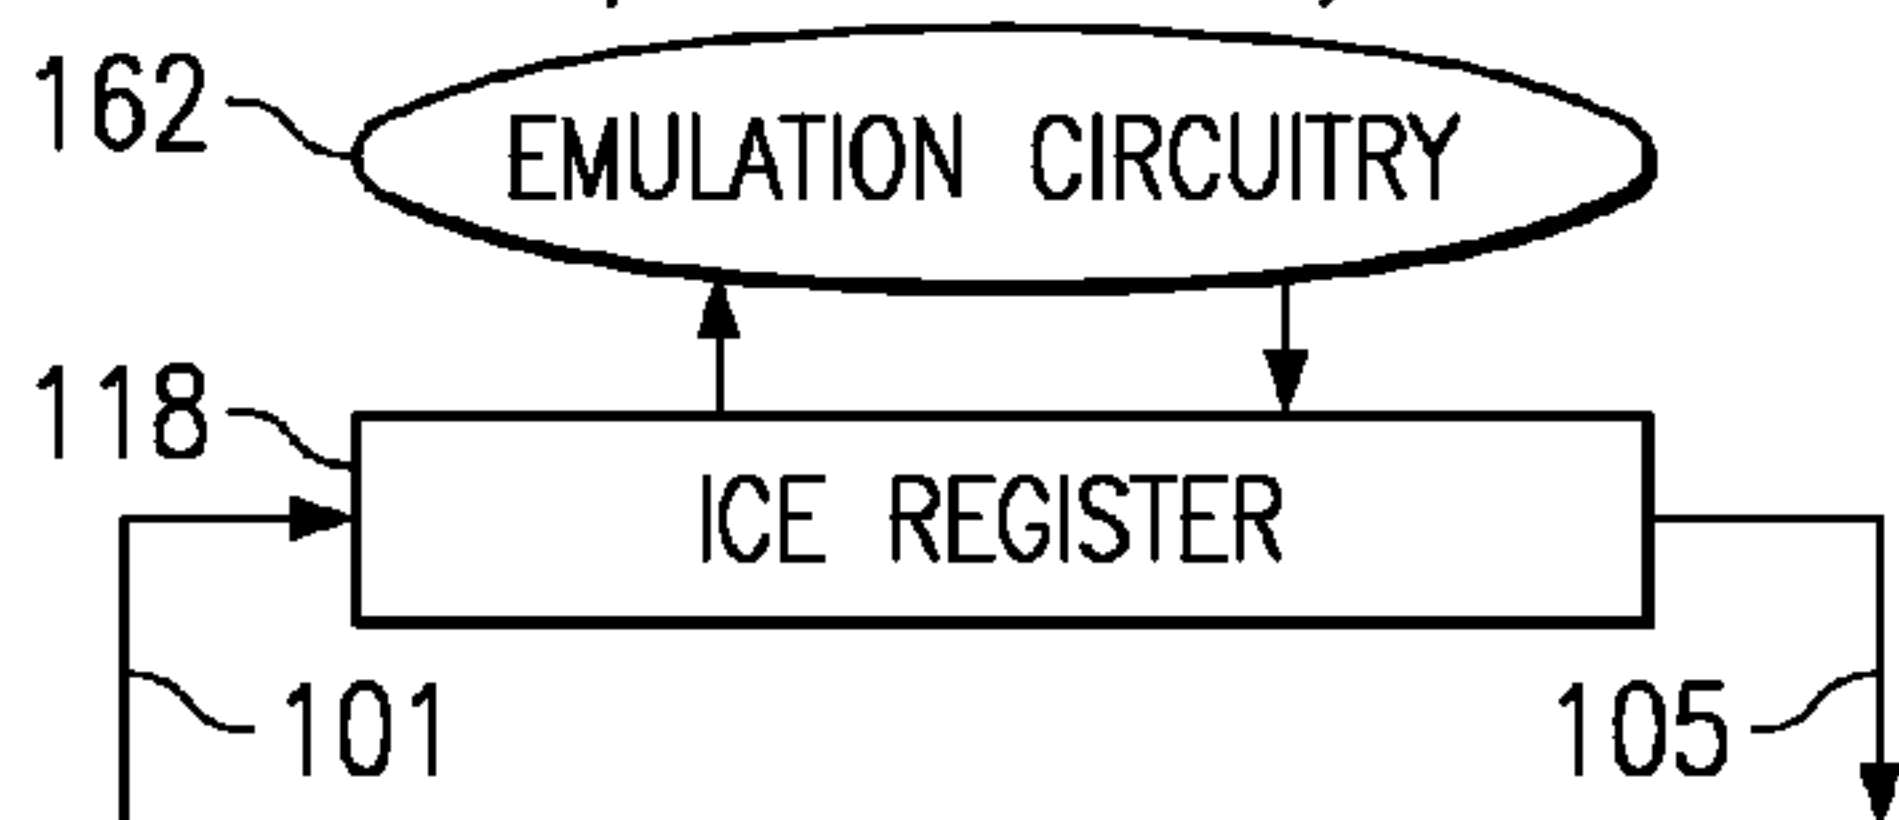 162
EMULATION CIRCUITRY
118
ICE REGISTER
101
105